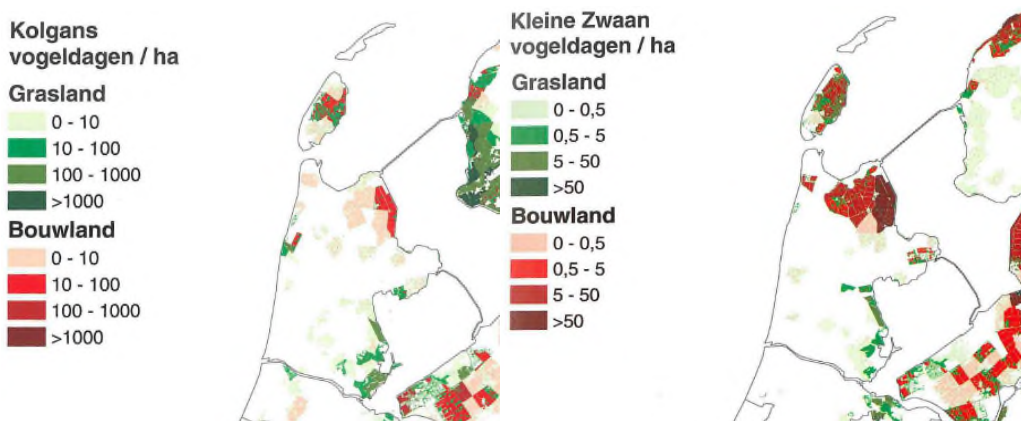 Kolgans
vogeldagen / ha
Grasland
0 - 10
10 - 100
100 - 1000
>1000
Bouwland
0 - 10
10 - 100
100 - 1000
>1000
Kleine Zwaan
vogeldagen / ha
Grasland
0 - 0,5
0,5 - 5
5 - 50
>50
Bouwland
0 - 0,5
0,5 - 5
5 - 50
>50